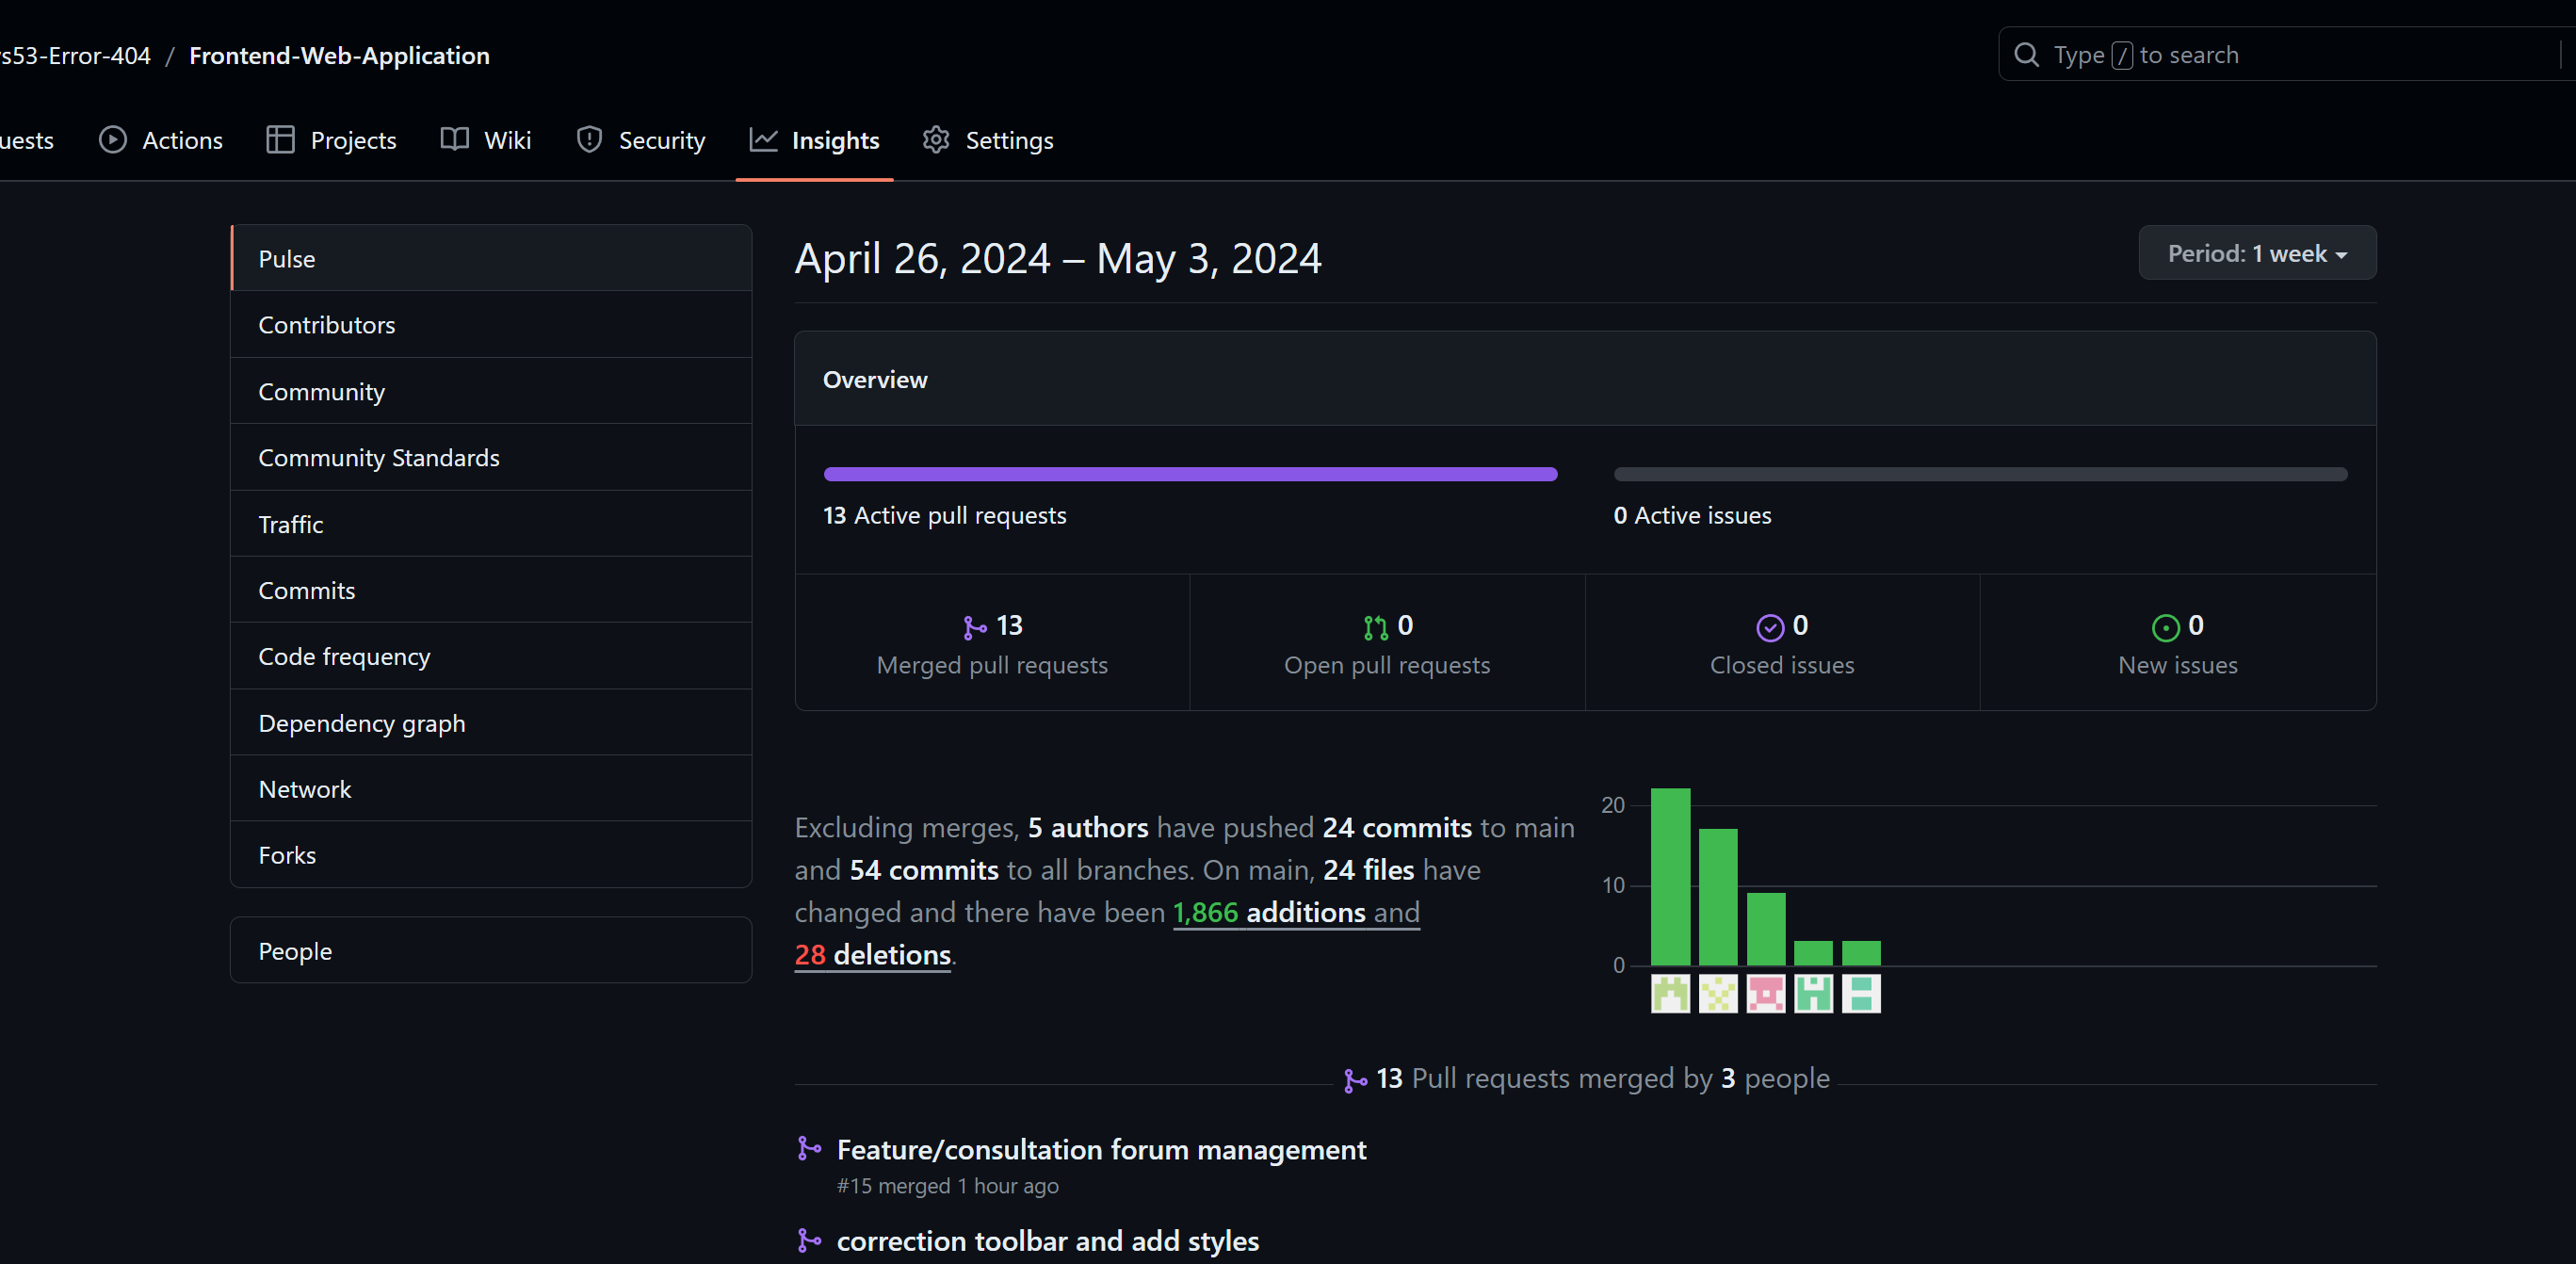 s53-Error-404 / Frontend-Web-Application
Type / to search
uests Actions Projects Wiki Security Insights Settings
Pulse
Contributors
Community
Community Standards
Traffic
Commits
Code frequency
Dependency graph
Network
Forks
People
April 26, 2024 – May 3, 2024
Period: 1 week
Overview
13 Active pull requests
0 Active issues
13
Merged pull requests
0
Open pull requests
0
Closed issues
0
New issues
Excluding merges, 5 authors have pushed 24 commits to main
and 54 commits to all branches. On main, 24 files have
changed and there have been 1,866 additions and
28 deletions.
20
10
0
13 Pull requests merged by 3 people
Feature/consultation forum management
#15 merged 1 hour ago
correction toolbar and add styles